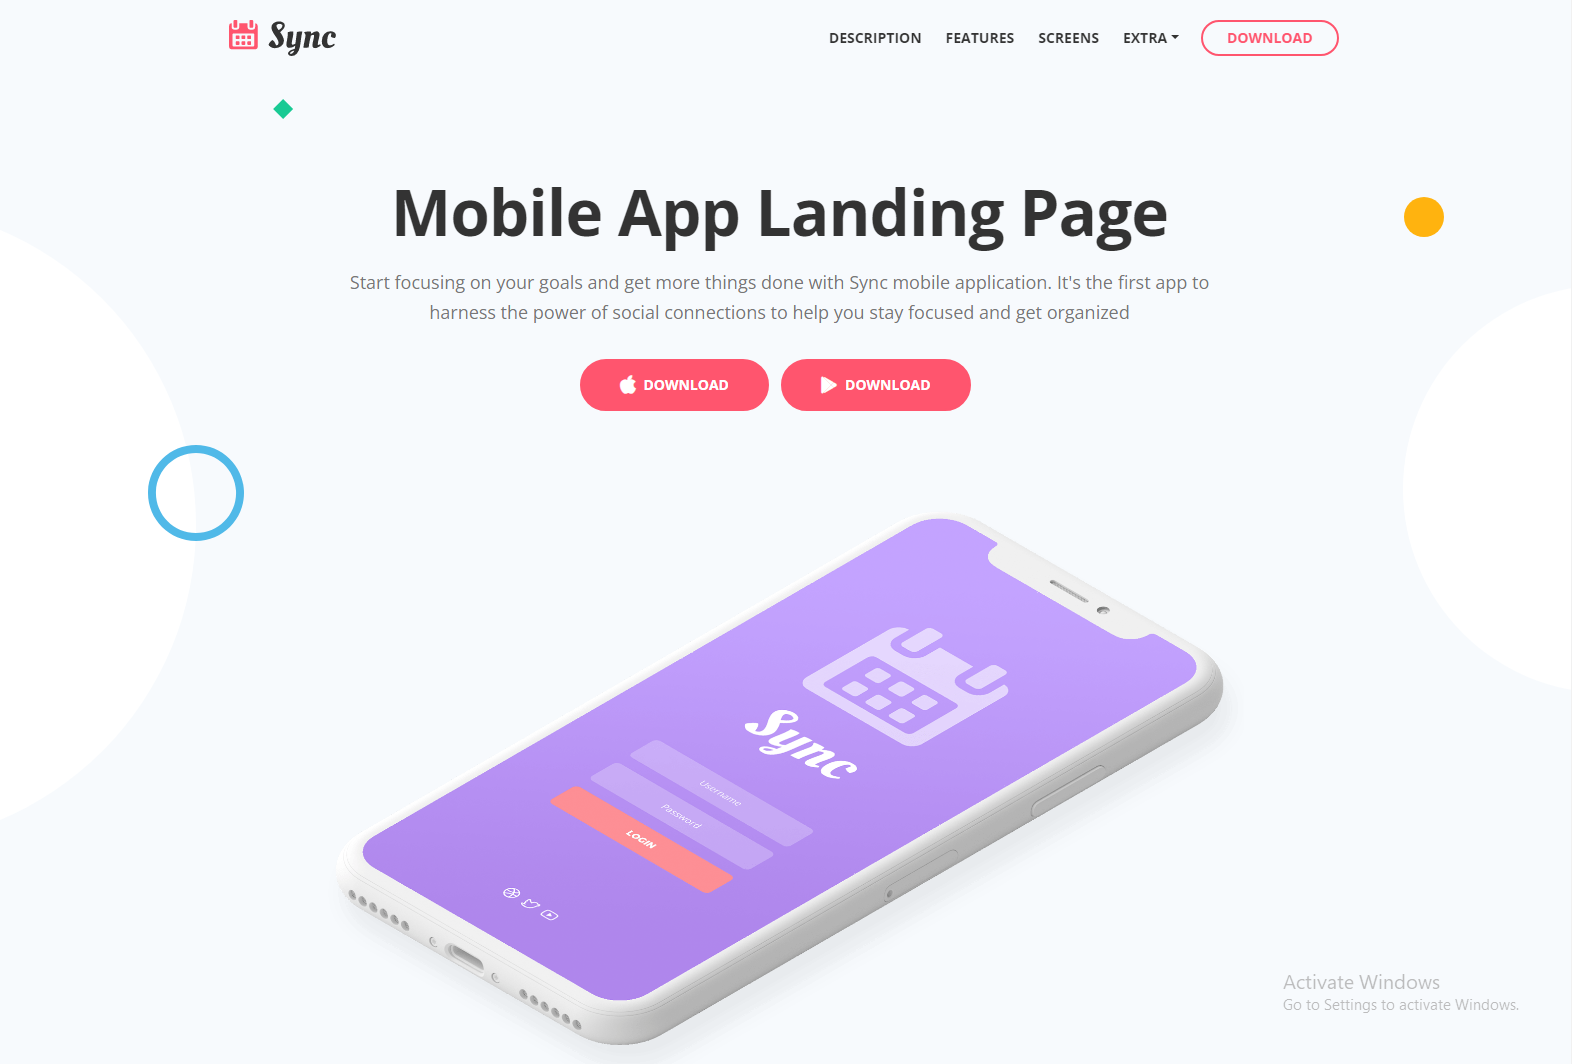 Sync
DESCRIPTION FEATURES SCREENS EXTRA DOWNLOAD
Mobile App Landing Page
Start focusing on your goals and get more things done with Sync mobile application. It's the first app to
harness the power of social connections to help you stay focused and get organized
DOWNLOAD DOWNLOAD
Sync
Username
Password
LOGIN
Activate Windows
Go to Settings to activate Windows.